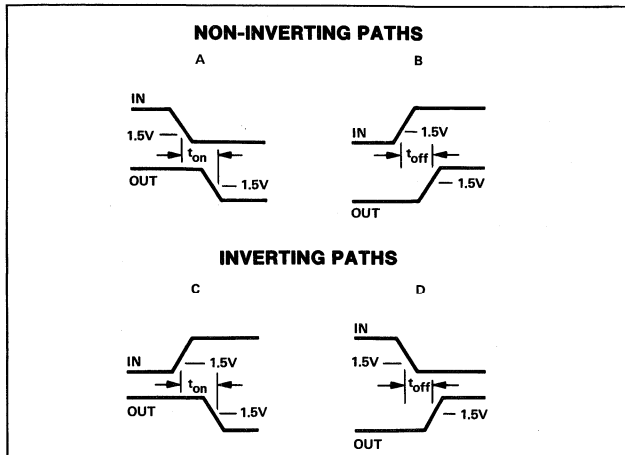 NON-INVERTING PATHS
A
B
IN
1.5V
t_on
OUT
1.5V
IN
1.5V
t_off
1.5V
OUT
INVERTING PATHS
C
D
IN
1.5V
t_on
OUT
1.5V
IN
1.5V
t_off
1.5V
OUT